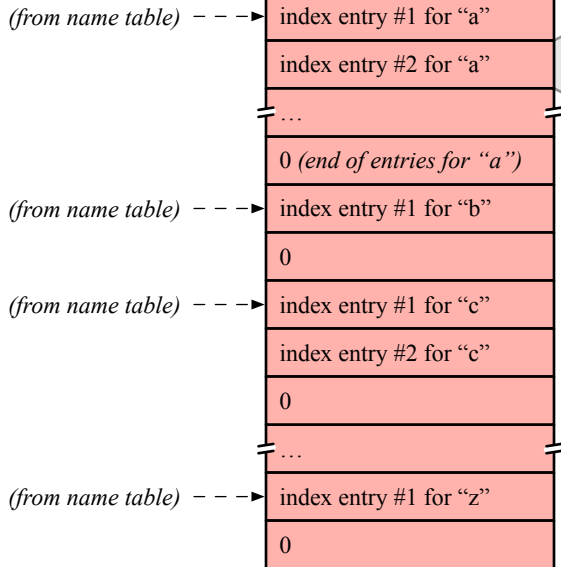 (from name table) index entry #1 for “a”
index entry #2 for “a”
…
0 (end of entries for “a”)
(from name table) index entry #1 for “b”
0
(from name table) index entry #1 for “c”
index entry #2 for “c”
0
…
(from name table) index entry #1 for “z”
0